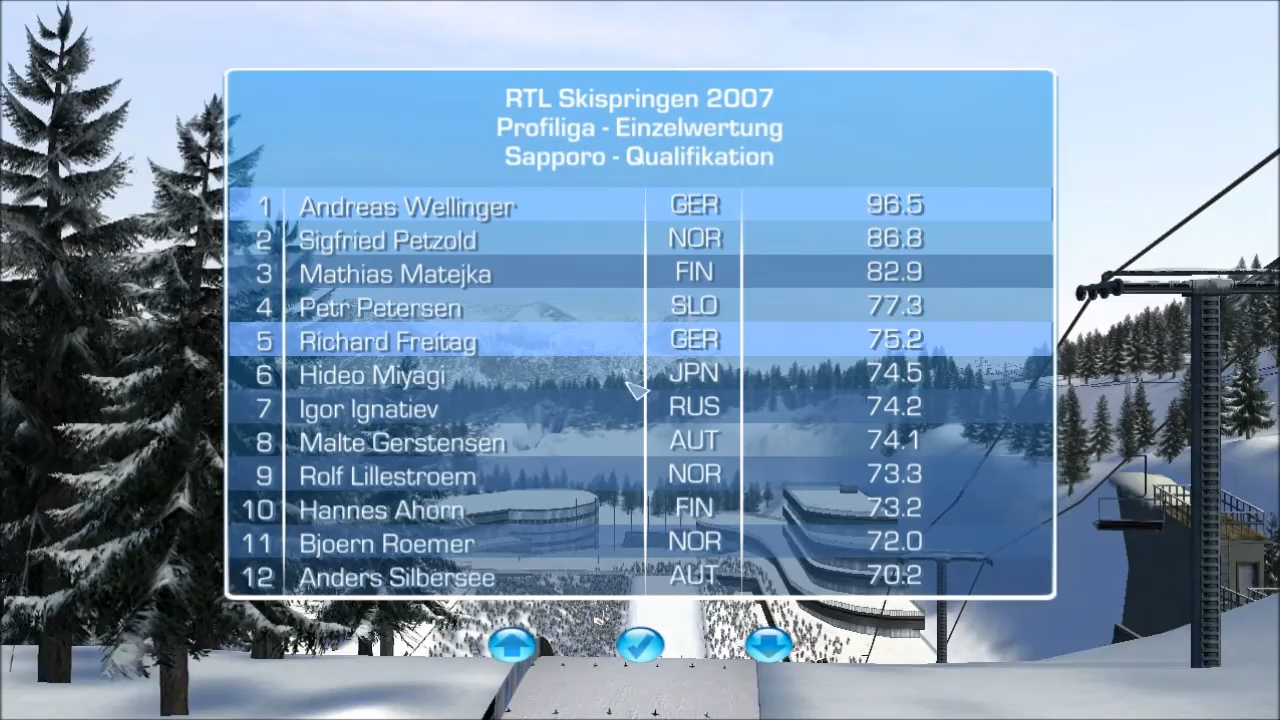 RTL Skispringen 2007
Profiliga - Einzelwertung
Sapporo - Qualifikation
1 Andreas Wellinger GER 96.5
2 Sigfried Petzold NOR 86.8
3 Mathias Matejka FIN 82.9
4 Petr Petersen SLO 77.3
5 Richard Freitag GER 75.2
6 Hideo Miyagi JPN 74.5
7 Igor Ignatiev RUS 74.2
8 Malte Gerstensen AUT 74.1
9 Rolf Lillestroem NOR 73.3
10 Hannes Ahorn FIN 73.2
11 Bjoern Roemer NOR 72.0
12 Anders Silbersee AUT 70.2